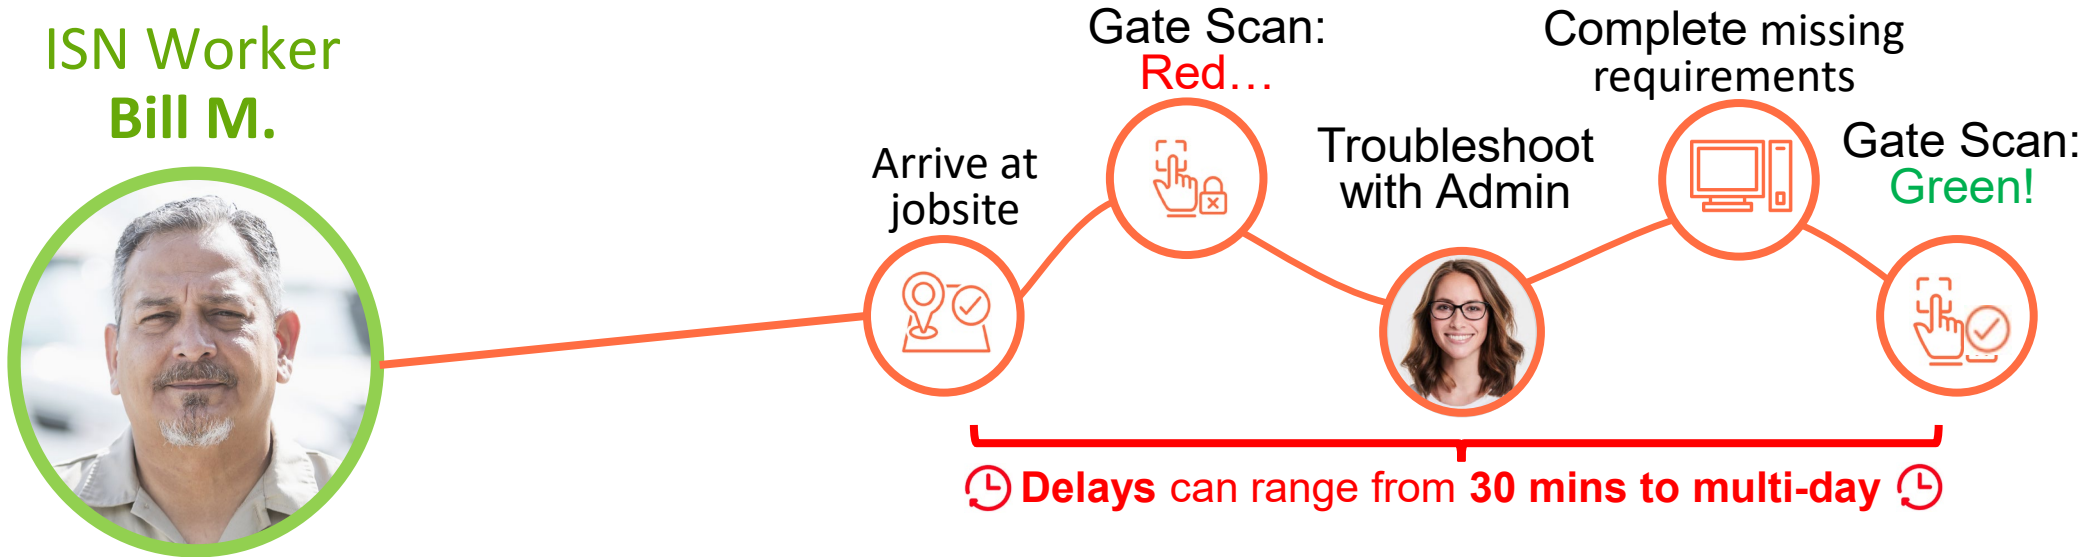 ISN Worker
Bill M.
Arrive at
jobsite
Gate Scan:
Red…
Troubleshoot
with Admin
Complete missing
requirements
Gate Scan:
Green!
Delays can range from 30 mins to multi-day